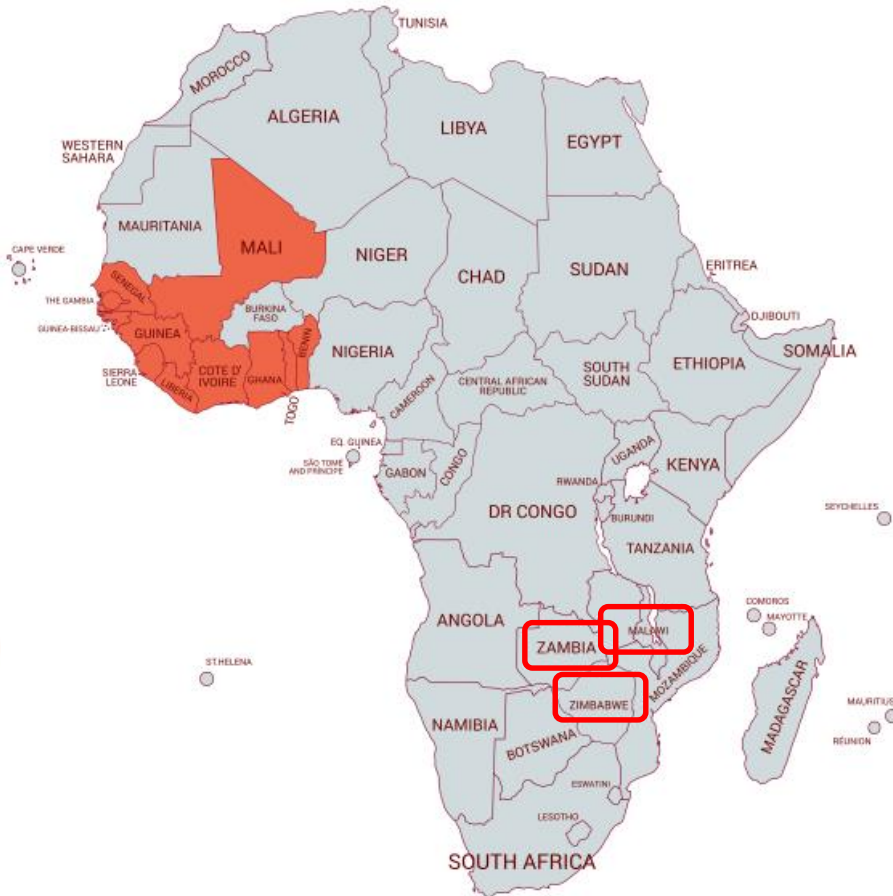 TUNISIA
MOROCCO
ALGERIA
LIBYA
EGYPT
WESTERN
SAHARA
MAURITANIA
MALI
NIGER
CHAD
SUDAN
ERITREA
CAPE VERDE
SENEGAL
THE GAMBIA
GUINEA-BISSAU
GUINEA
BURKINA
FASO
BENIN
NIGERIA
DJIBOUTI
SOMALIA
SIERRA
LEONE
LIBERIA
COTE D'
IVOIRE
GHANA
TOGO
CAMEROON
CENTRAL AFRICAN
REPUBLIC
SOUTH
SUDAN
ETHIOPIA
EQ. GUINEA
SÃO TOMÉ
AND PRINCIPE
GABON
CONGO
UGANDA
KENYA
RWANDA
DR CONGO
BURUNDI
SEYCHELLES
TANZANIA
ANGOLA
ZAMBIA
MALAWI
COMOROS
MAYOTTE
ST.HELENA
MOZAMBIQUE
ZIMBABWE
MADAGASCAR
MAURITIUS
RÉUNION
NAMIBIA
BOTSWANA
ESWATINI
LESOTHO
SOUTH AFRICA